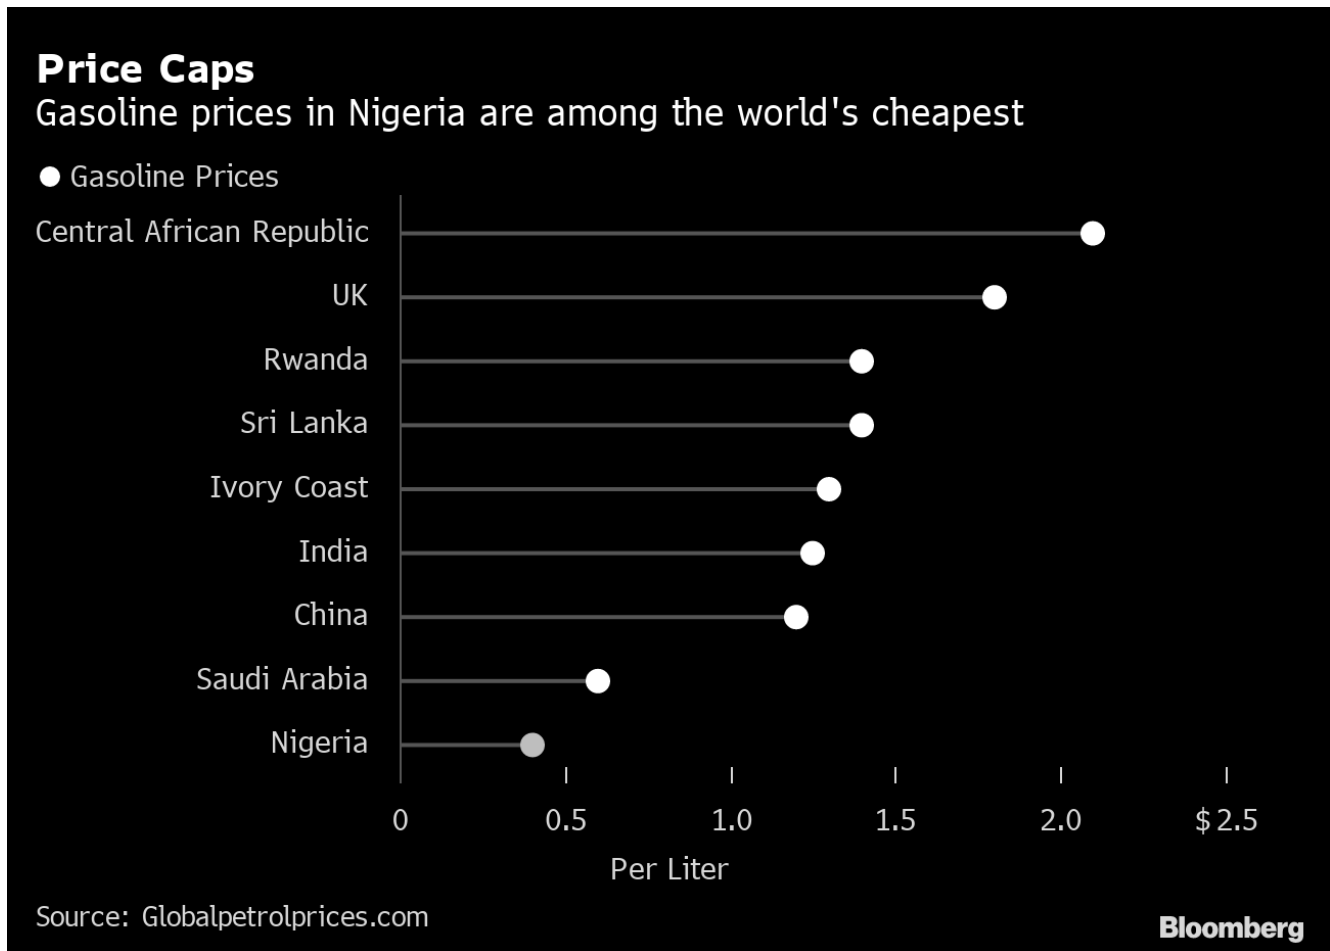 Price Caps
Gasoline prices in Nigeria are among the world's cheapest
Gasoline Prices
Central African Republic
UK
Rwanda
Sri Lanka
Ivory Coast
India
China
Saudi Arabia
Nigeria
0 0.5 1.0 1.5 2.0 $2.5
Per Liter
Source: Globalpetrolprices.com
Bloomberg